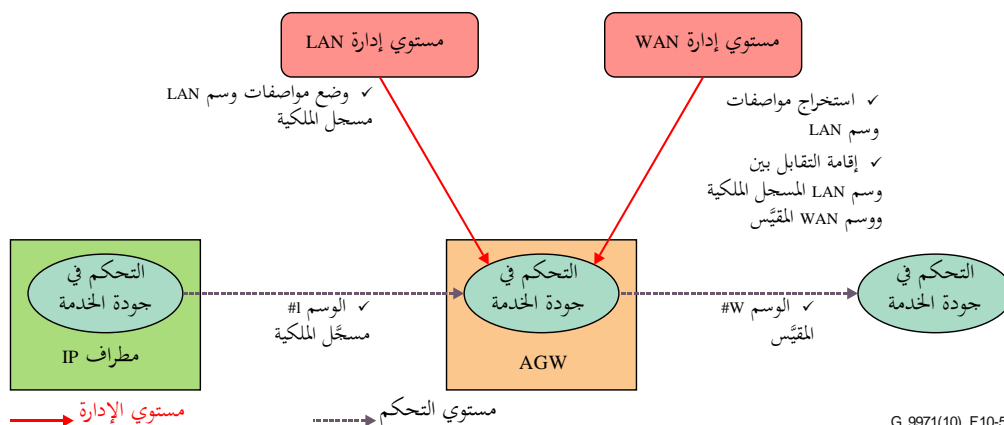 مستوي إدارة WAN
مستوي إدارة LAN
✓ استخراج مواصفات
وسم LAN
✓ إقامة التقابل بين
وسم LAN المسجل الملكية
ووسم WAN المقيَّس
✓ وضع مواصفات وسم LAN
مسجل الملكية
التحكم في
جودة الخدمة
مطراف IP
✓ الوسم #l
مسجَّل الملكية
التحكم في
جودة الخدمة
AGW
✓ الوسم #W
المقيَّس
التحكم في
جودة الخدمة
مستوي الإدارة
مستوي التحكم
G.9971(10)_F10-5